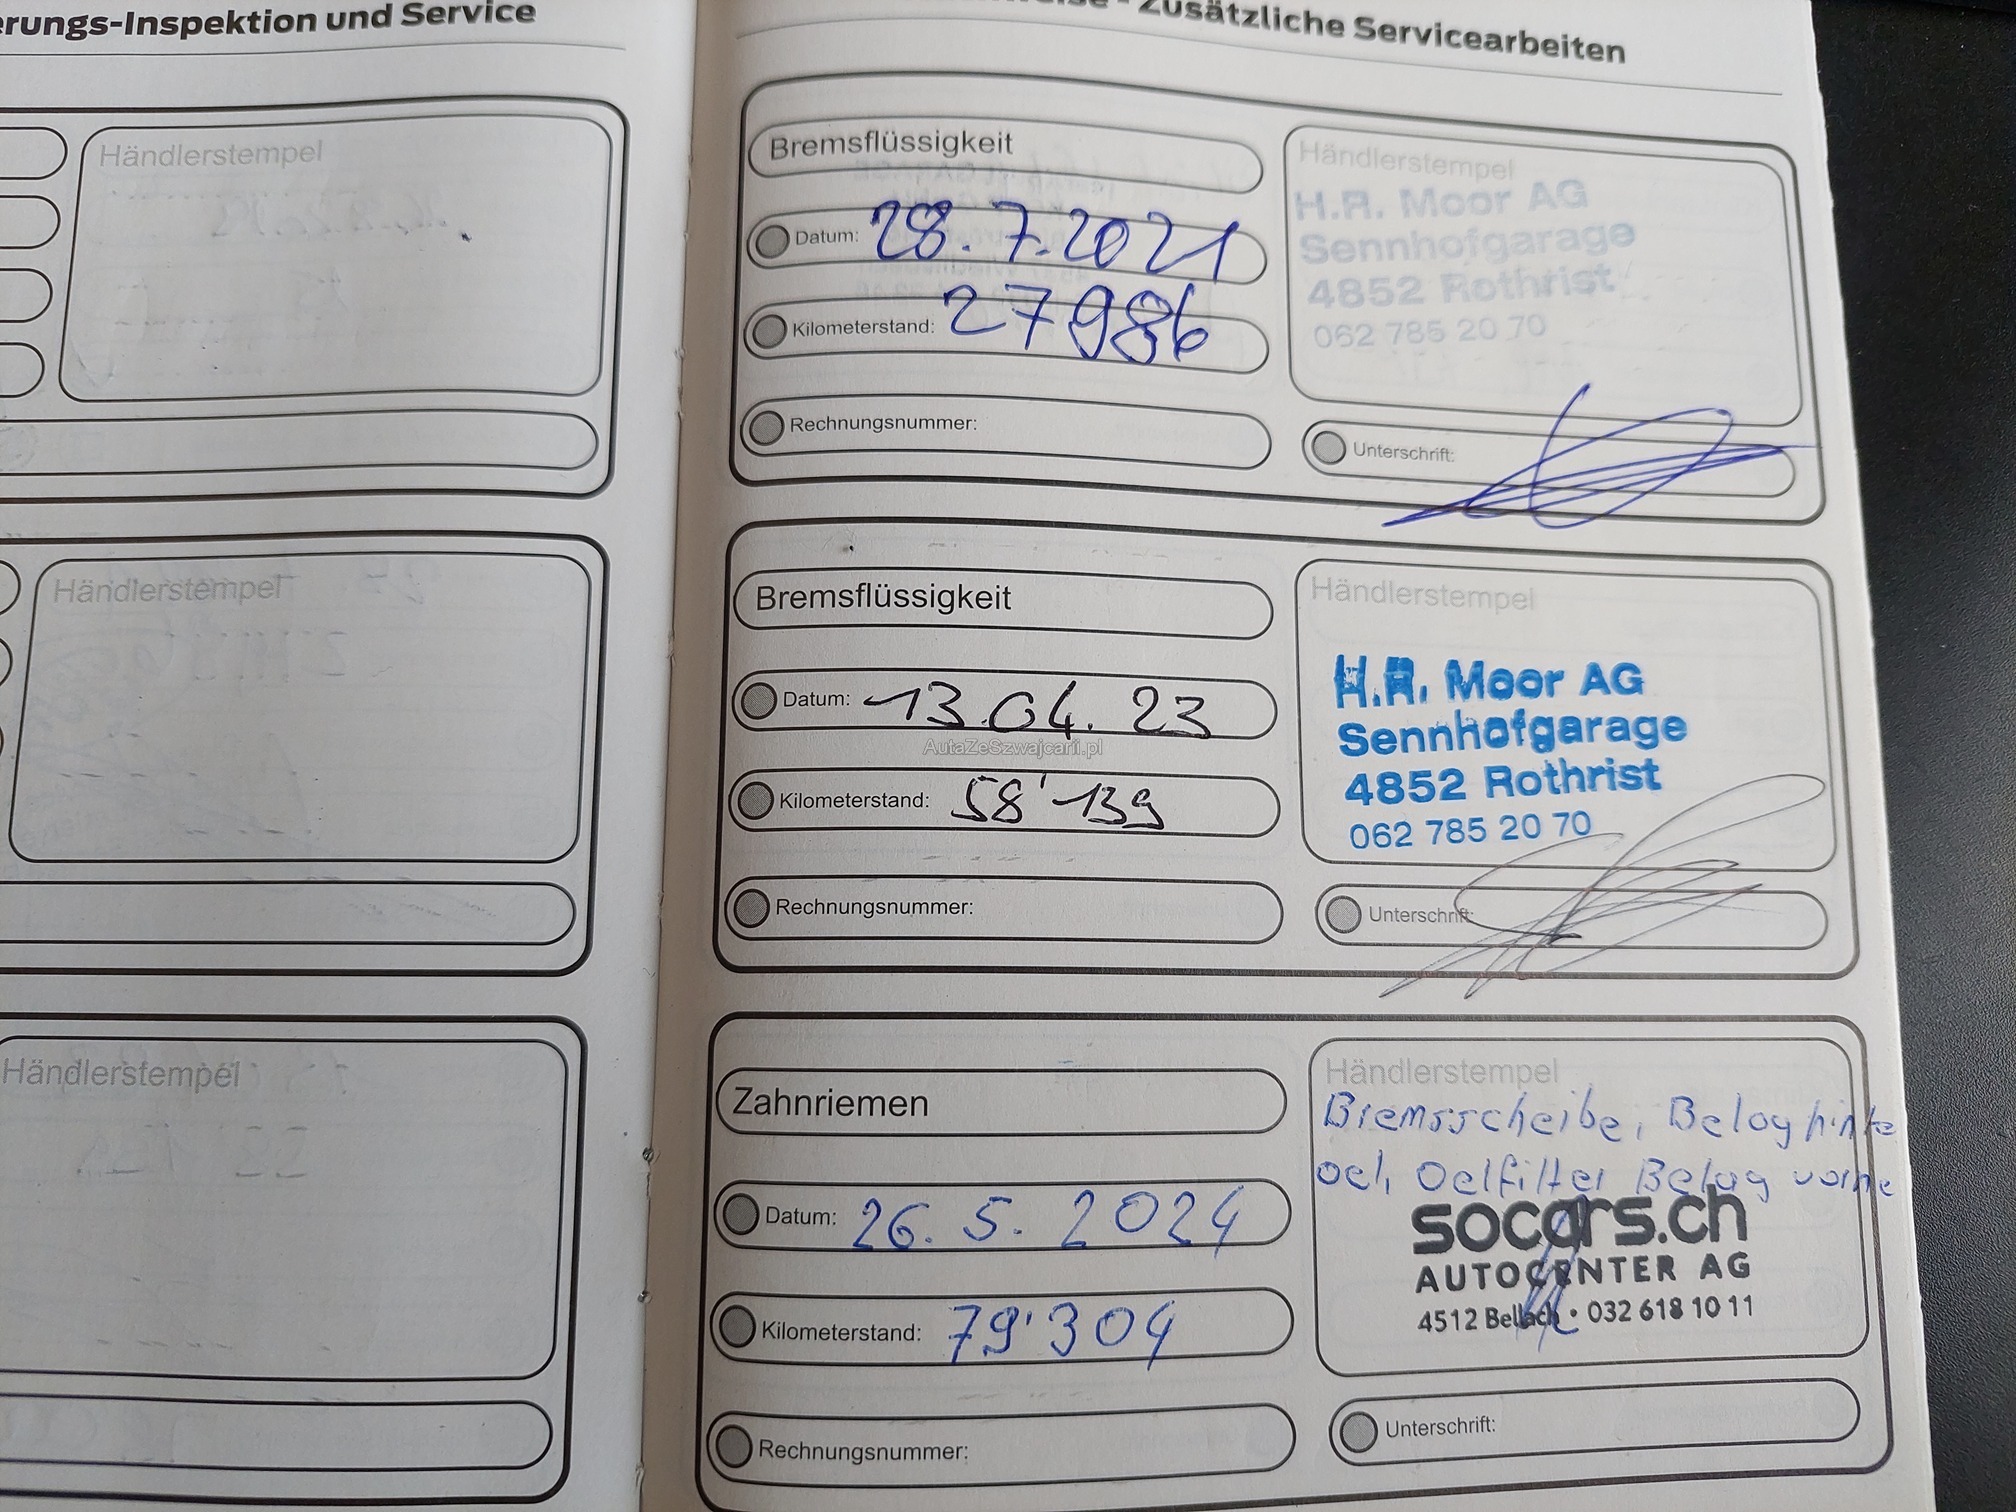 erungs-Inspektion und Service
Händlerstempel
Händlerstempel
Händlerstempel
- Zusätzliche Servicearbeiten
Bremsflüssigkeit
Datum: 28.7.2021
Kilometerstand: 27986
Rechnungsnummer:
Händlerstempel
H.R. Moor AG
Sennhofgarage
4852 Rothrist
062 785 20 70
Unterschrift:
Bremsflüssigkeit
Datum: 13.04.23
AutaZeSzwajcarii.pl
Kilometerstand: 58'139
Rechnungsnummer:
Händlerstempel
H.R. Moor AG
Sennhofgarage
4852 Rothrist
062 785 20 70
Unterschrift:
Zahnriemen
Datum: 26.5.2024
Kilometerstand: 79'304
Rechnungsnummer:
Händlerstempel
Bremsscheibe, Belag hinte
oel, Oelfilter Belag vorne
socars.ch
AUTOCENTER AG
4512 Bellach • 032 618 10 11
Unterschrift: